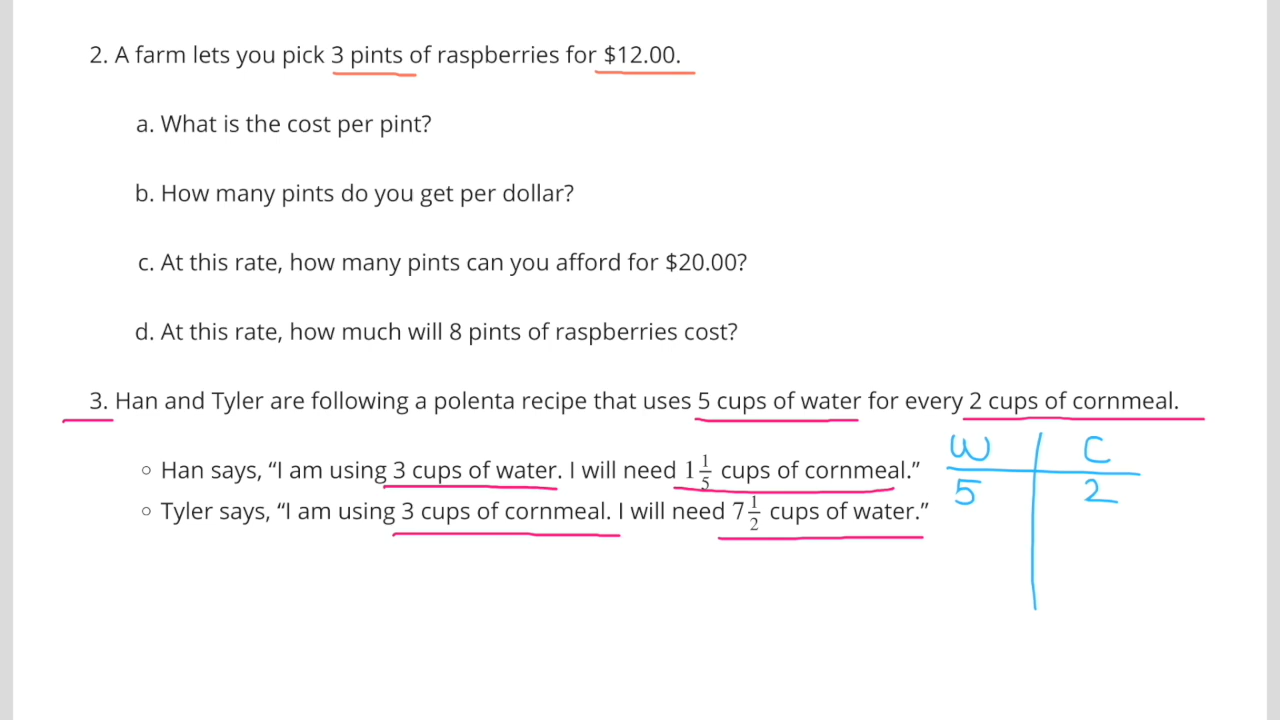 2. A farm lets you pick 3 pints of raspberries for $12.00.
a. What is the cost per pint?
b. How many pints do you get per dollar?
c. At this rate, how many pints can you afford for $20.00?
d. At this rate, how much will 8 pints of raspberries cost?
3. Han and Tyler are following a polenta recipe that uses 5 cups of water for every 2 cups of cornmeal.
◦ Han says, “I am using 3 cups of water. I will need 1 1/5 cups of cornmeal.”
◦ Tyler says, “I am using 3 cups of cornmeal. I will need 7 1/2 cups of water.”
W C
5 2